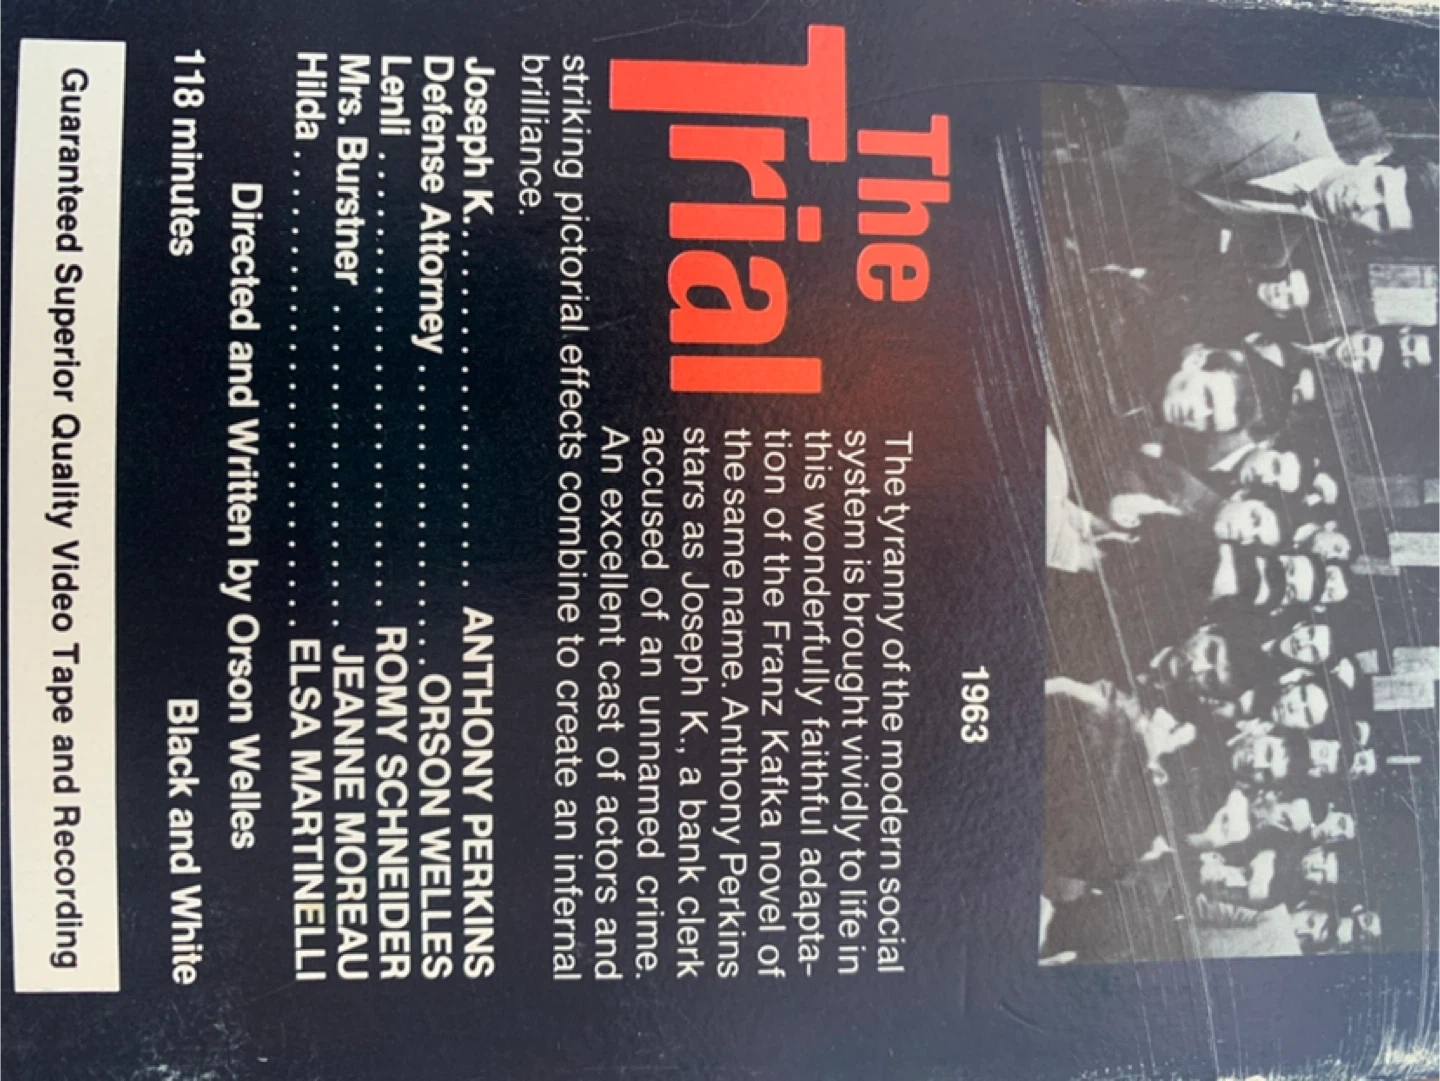 1963
The
Trial
The tyranny of the modern social
system is brought vividly to life in
this wonderfully faithful adapta-
tion of the Franz Kafka novel of
the same name. Anthony Perkins
stars as Joseph K., a bank clerk
accused of an unnamed crime.
An excellent cast of actors and
striking pictorial effects combine to create an infernal
brilliance.
Joseph K. . . . . . . . . . . . . . . . . . . . . . . . ANTHONY PERKINS
Defense Attorney . . . . . . . . . . . . . . . . . . . ORSON WELLES
Lenli . . . . . . . . . . . . . . . . . . . . . . . . . . . . ROMY SCHNEIDER
Mrs. Burstner . . . . . . . . . . . . . . . . . . . . . JEANNE MOREAU
Hilda . . . . . . . . . . . . . . . . . . . . . . . . . . . . ELSA MARTINELLI
Directed and Written by Orson Welles
118 minutes Black and White
Guaranteed Superior Quality Video Tape and Recording